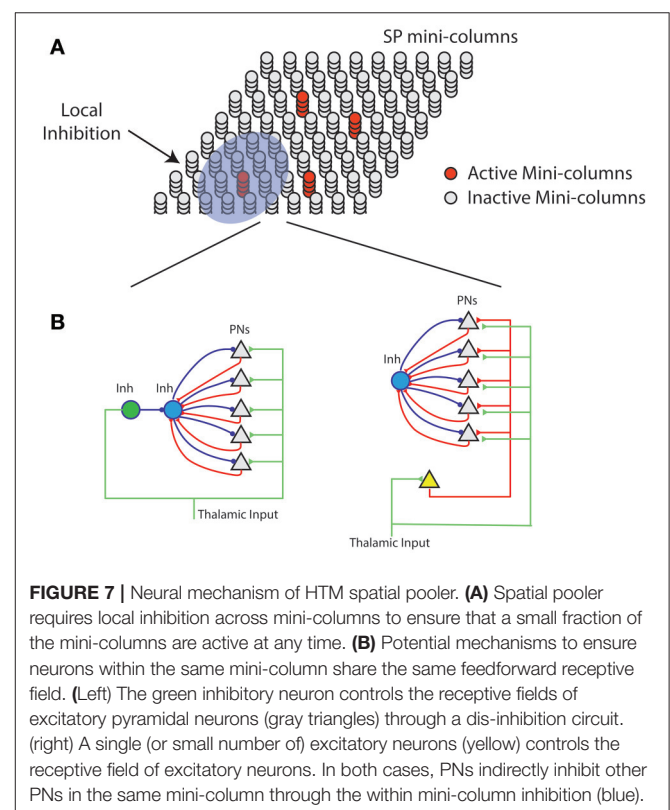 A
SP mini-columns
Local
Inhibition
Active Mini-columns
Inactive Mini-columns
B
PNs
Inh
Inh
Thalamic Input
PNs
Inh
Thalamic Input
FIGURE 7 | Neural mechanism of HTM spatial pooler. (A) Spatial pooler
requires local inhibition across mini-columns to ensure that a small fraction of
the mini-columns are active at any time. (B) Potential mechanisms to ensure
neurons within the same mini-column share the same feedforward receptive
field. (Left) The green inhibitory neuron controls the receptive fields of
excitatory pyramidal neurons (gray triangles) through a dis-inhibition circuit.
(right) A single (or small number of) excitatory neurons (yellow) controls the
receptive field of excitatory neurons. In both cases, PNs indirectly inhibit other
PNs in the same mini-column through the within mini-column inhibition (blue).